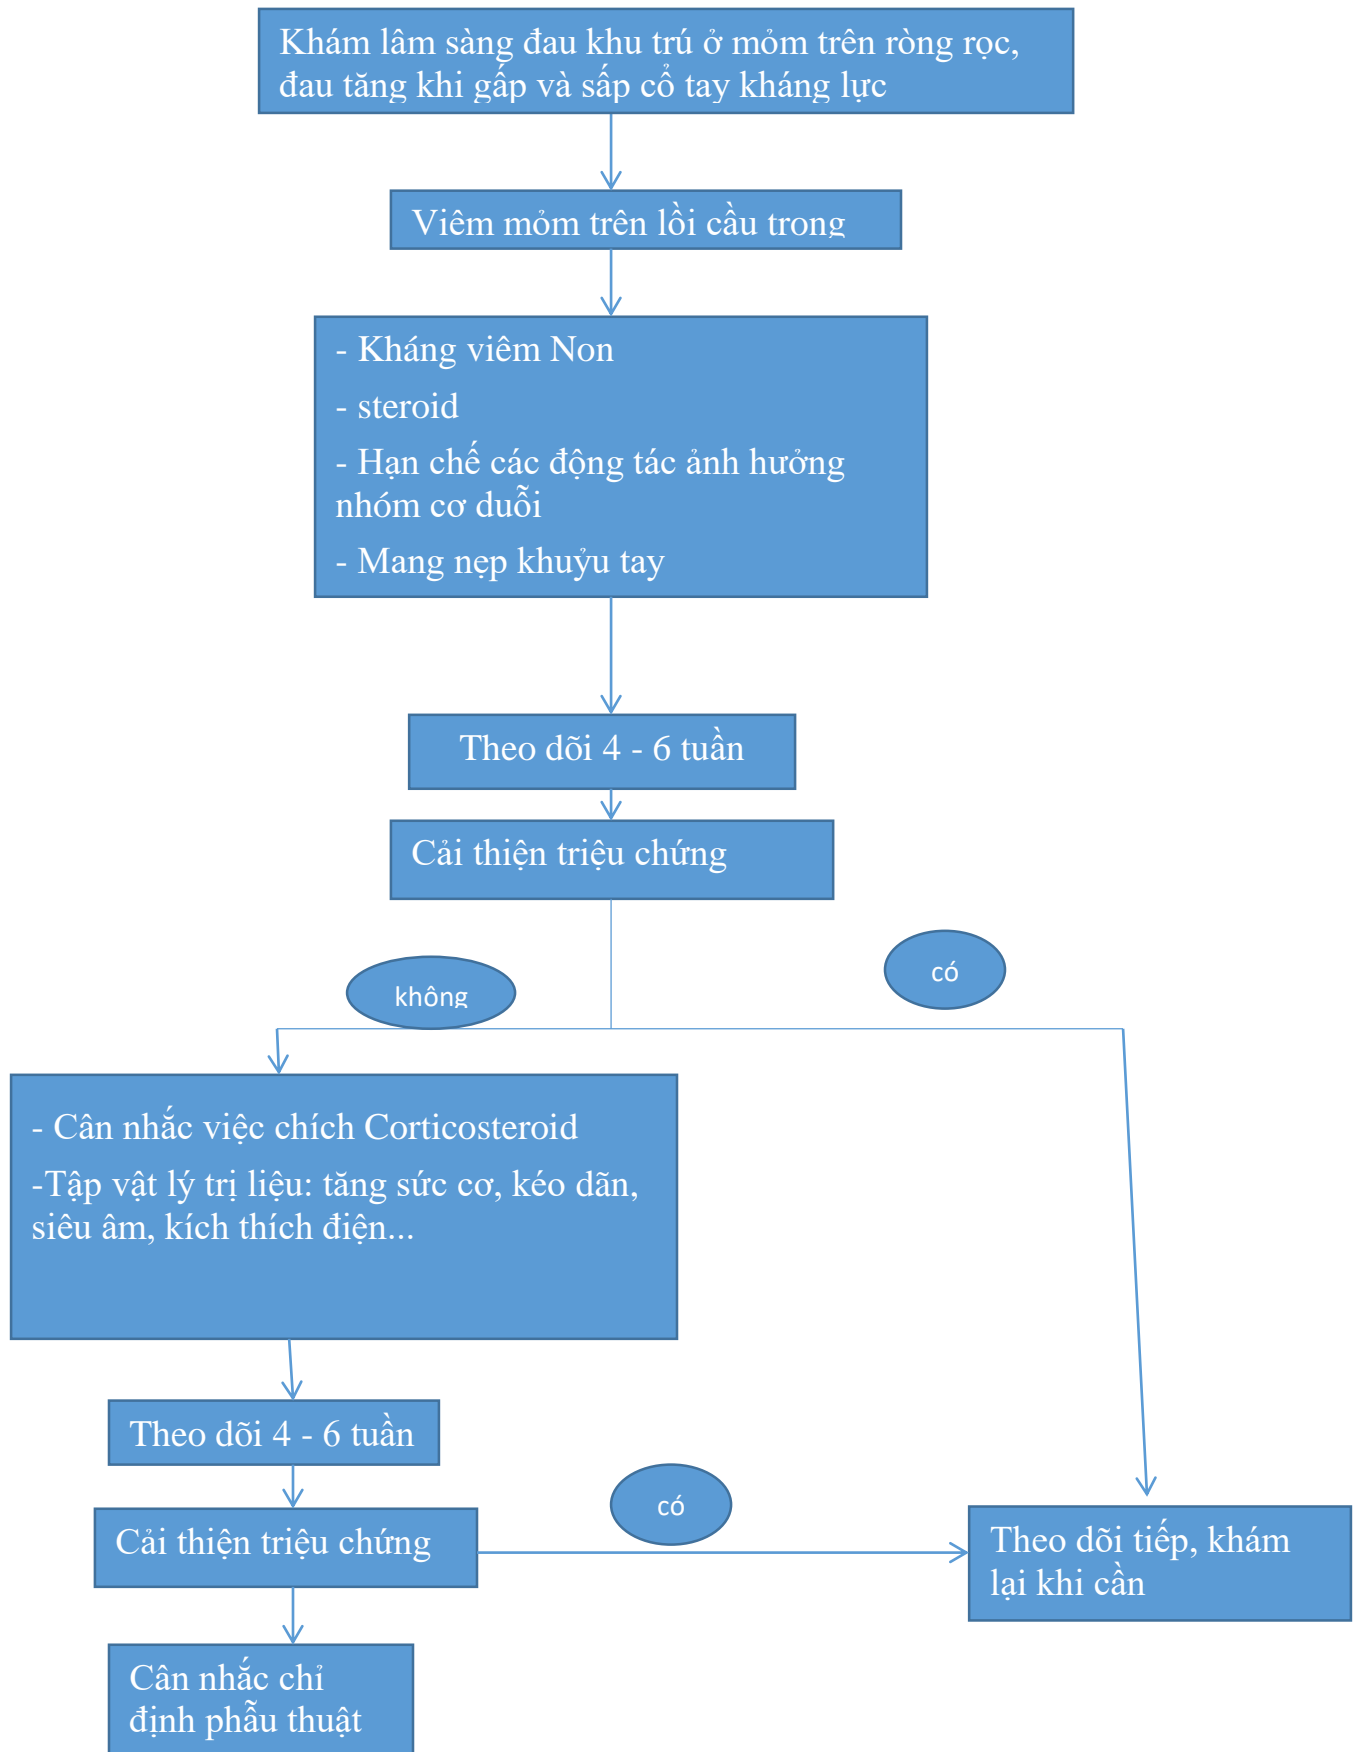 Khám lâm sàng đau khu trú ở mỏm trên ròng rọc,
đau tăng khi gấp và sấp cổ tay kháng lực
Viêm mỏm trên lồi cầu trong
- Kháng viêm Non
- steroid
- Hạn chế các động tác ảnh hưởng
nhóm cơ duỗi
- Mang nẹp khuỷu tay
Theo dõi 4 - 6 tuần
Cải thiện triệu chứng
không
có
- Cân nhắc việc chích Corticosteroid
-Tập vật lý trị liệu: tăng sức cơ, kéo dãn,
siêu âm, kích thích điện...
Theo dõi 4 - 6 tuần
Cải thiện triệu chứng
có
Theo dõi tiếp, khám
lại khi cần
Cân nhắc chỉ
định phẫu thuật